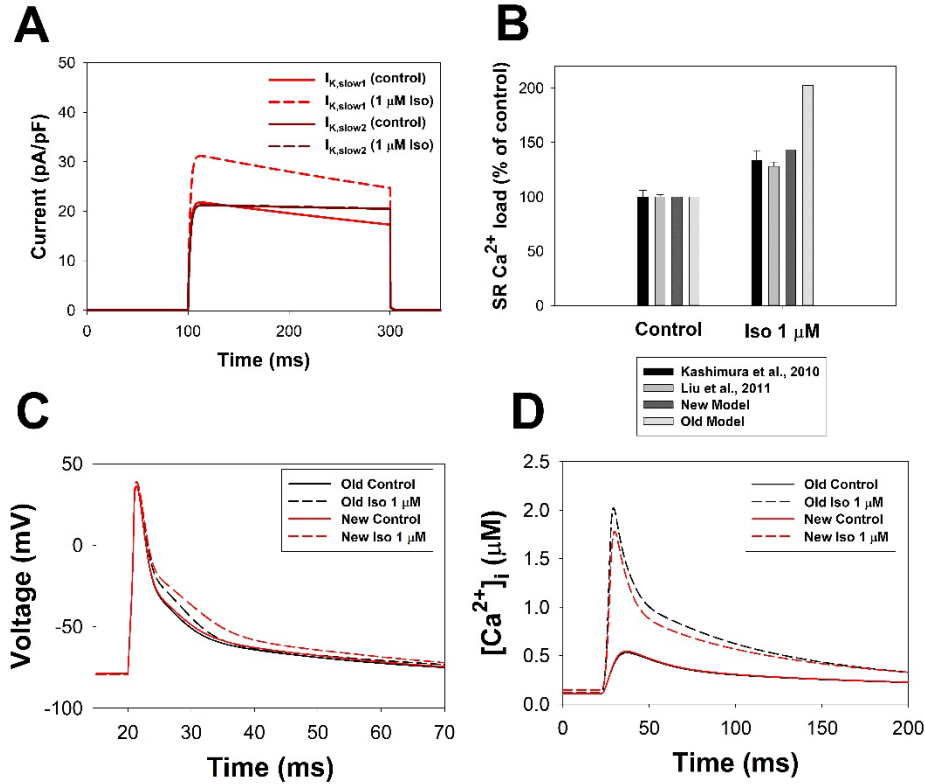 A
Current (pA/pF)
50
40
30
20
10
0
I_K,slow1 (control)
I_K,slow1 (1 μM Iso)
I_K,slow2 (control)
I_K,slow2 (1 μM Iso)
0 100 200 300
Time (ms)
B
SR Ca²⁺ load (% of control)
200
150
100
50
0
Control Iso 1 μM
Kashimura et al., 2010
Liu et al., 2011
New Model
Old Model
C
Voltage (mV)
50
0
-50
-100
Old Control
Old Iso 1 μM
New Control
New Iso 1 μM
20 30 40 50 60 70
Time (ms)
D
[Ca²⁺]i (μM)
2.5
2.0
1.5
1.0
0.5
0.0
Old Control
Old Iso 1 μM
New Control
New Iso 1 μM
0 50 100 150 200
Time (ms)